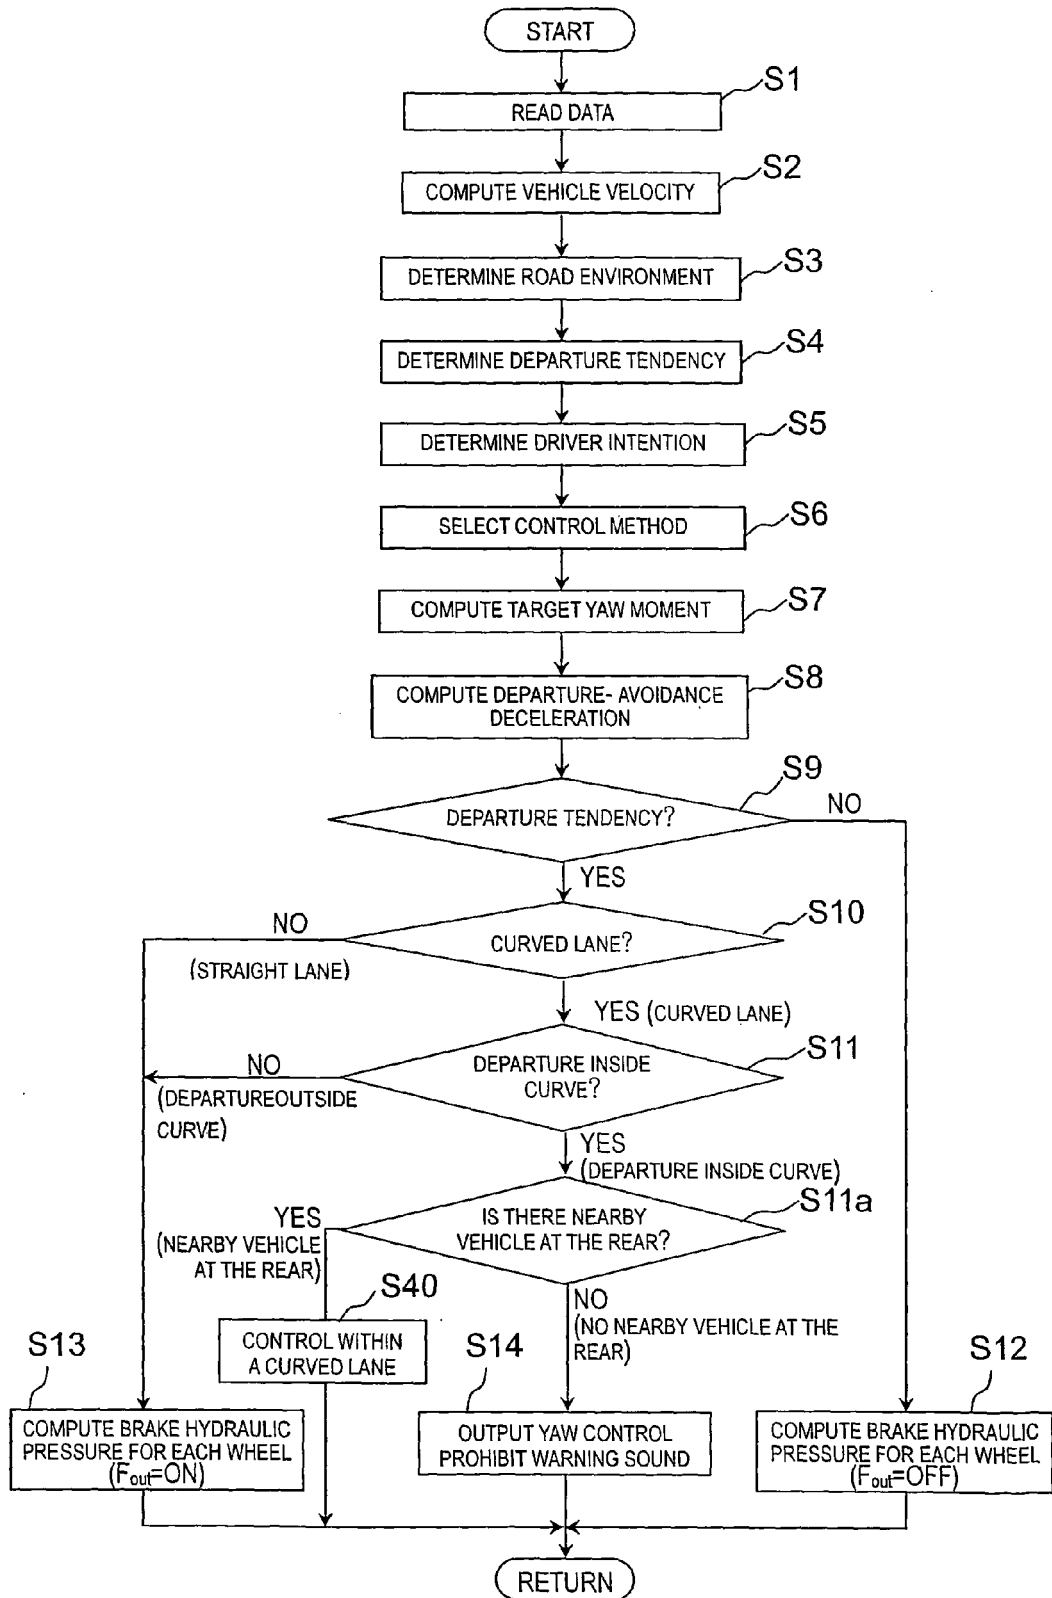 START
S1
READ DATA
S2
COMPUTE VEHICLE VELOCITY
S3
DETERMINE ROAD ENVIRONMENT
S4
DETERMINE DEPARTURE TENDENCY
S5
DETERMINE DRIVER INTENTION
S6
SELECT CONTROL METHOD
S7
COMPUTE TARGET YAW MOMENT
S8
COMPUTE DEPARTURE- AVOIDANCE
DECELERATION
S9
DEPARTURE TENDENCY?
NO
YES
S10
CURVED LANE?
NO
(STRAIGHT LANE)
YES (CURVED LANE)
S11
DEPARTURE INSIDE
CURVE?
NO
(DEPARTUREOUTSIDE
CURVE)
YES
(DEPARTURE INSIDE CURVE)
S11a
IS THERE NEARBY
VEHICLE AT THE REAR?
YES
(NEARBY VEHICLE
AT THE REAR)
NO
(NO NEARBY VEHICLE AT THE
REAR)
S40
CONTROL WITHIN
A CURVED LANE
S13
COMPUTE BRAKE HYDRAULIC
PRESSURE FOR EACH WHEEL
(Fout=ON)
S14
OUTPUT YAW CONTROL
PROHIBIT WARNING SOUND
S12
COMPUTE BRAKE HYDRAULIC
PRESSURE FOR EACH WHEEL
(Fout=OFF)
RETURN